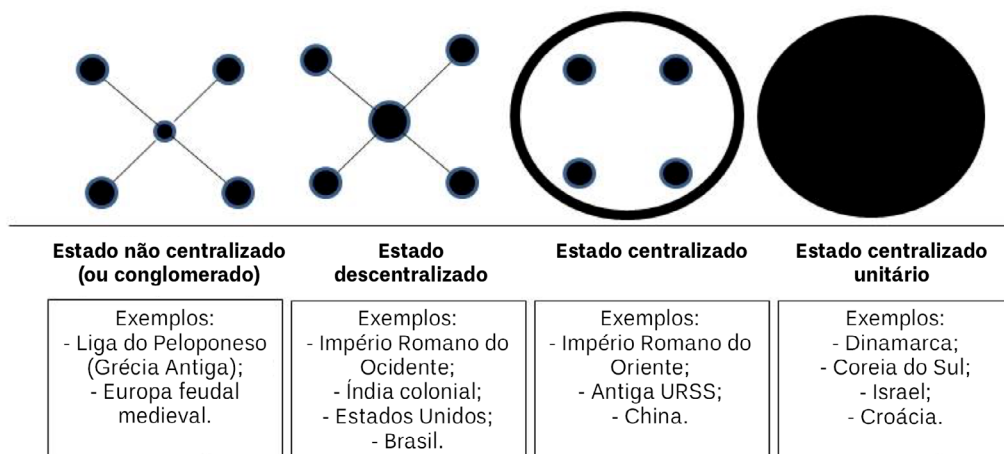 Estado não centralizado
(ou conglomerado)
Estado
descentralizado
Estado centralizado
Estado centralizado
unitário
Exemplos:
- Liga do Peloponeso
(Grécia Antiga);
- Europa feudal
medieval.
Exemplos:
- Império Romano do
Ocidente;
- Índia colonial;
- Estados Unidos;
- Brasil.
Exemplos:
- Império Romano do
Oriente;
- Antiga URSS;
- China.
Exemplos:
- Dinamarca;
- Coreia do Sul;
- Israel;
- Croácia.